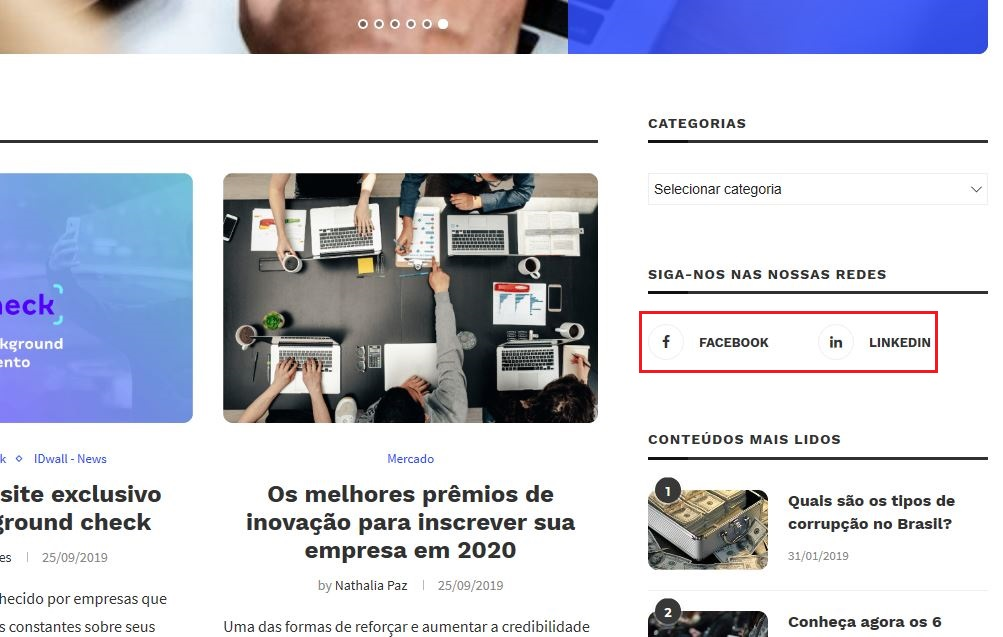 CATEGORIAS
Selecionar categoria
SIGA-NOS NAS NOSSAS REDES
FACEBOOK
LINKEDIN
CONTEÚDOS MAIS LIDOS
1
Quais são os tipos de
corrupção no Brasil?
31/01/2019
2
Conheça agora os 6
eck
kground
nto
k ◇ IDwall - News
site exclusivo
ground check
es | 25/09/2019
hecido por empresas que
s constantes sobre seus
Mercado
Os melhores prêmios de
inovação para inscrever sua
empresa em 2020
by Nathalia Paz | 25/09/2019
Uma das formas de reforçar e aumentar a credibilidade